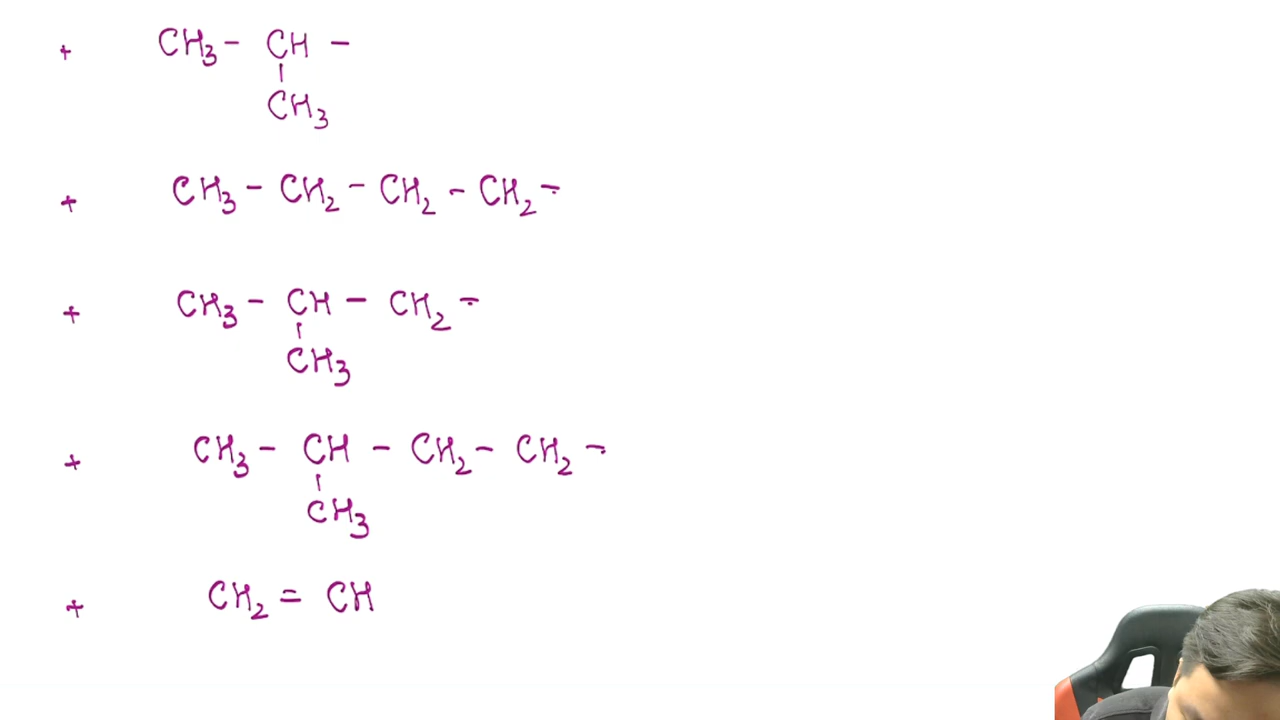 + CH₃ - CH -
|
CH₃
+ CH₃ - CH₂ - CH₂ - CH₂ -
+ CH₃ - CH - CH₂ -
|
CH₃
+ CH₃ - CH - CH₂ - CH₂ -
|
CH₃
+ CH₂ = CH